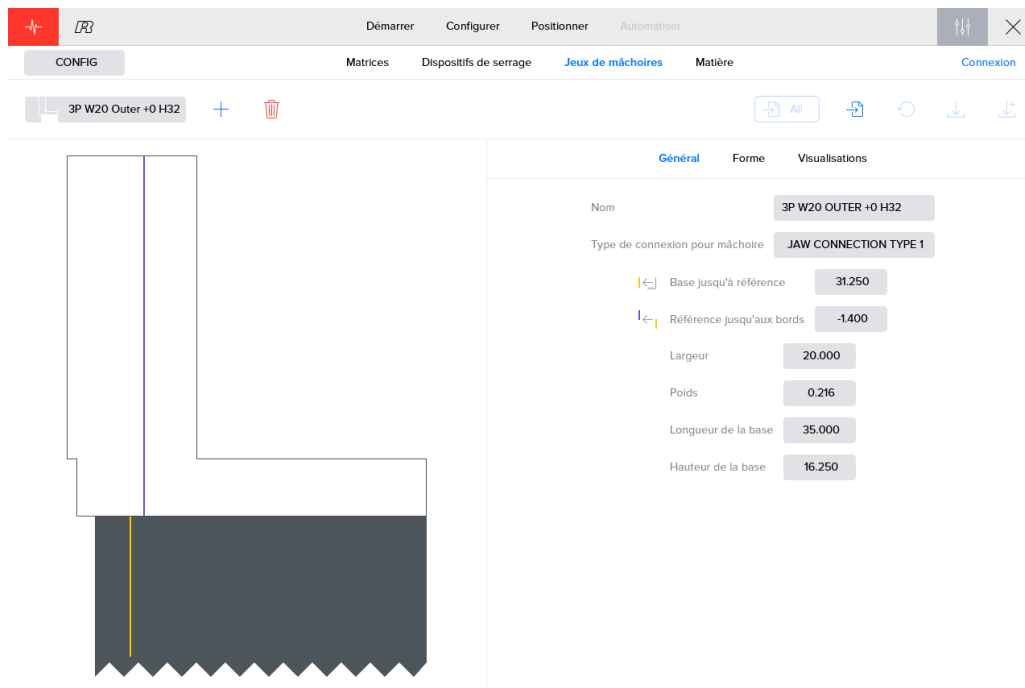 R
Démarrer Configurer Positionner Automatiser
CONFIG Matrices Dispositifs de serrage Jeux de mâchoires Matière Connexion
3P W20 Outer +0 H32 All
Général Forme Visualisations
Nom 3P W20 OUTER +0 H32
Type de connexion pour mâchoire JAW CONNECTION TYPE 1
Base jusqu'à référence 31.250
Référence jusqu'aux bords -1.400
Largeur 20.000
Poids 0.216
Longueur de la base 35.000
Hauteur de la base 16.250